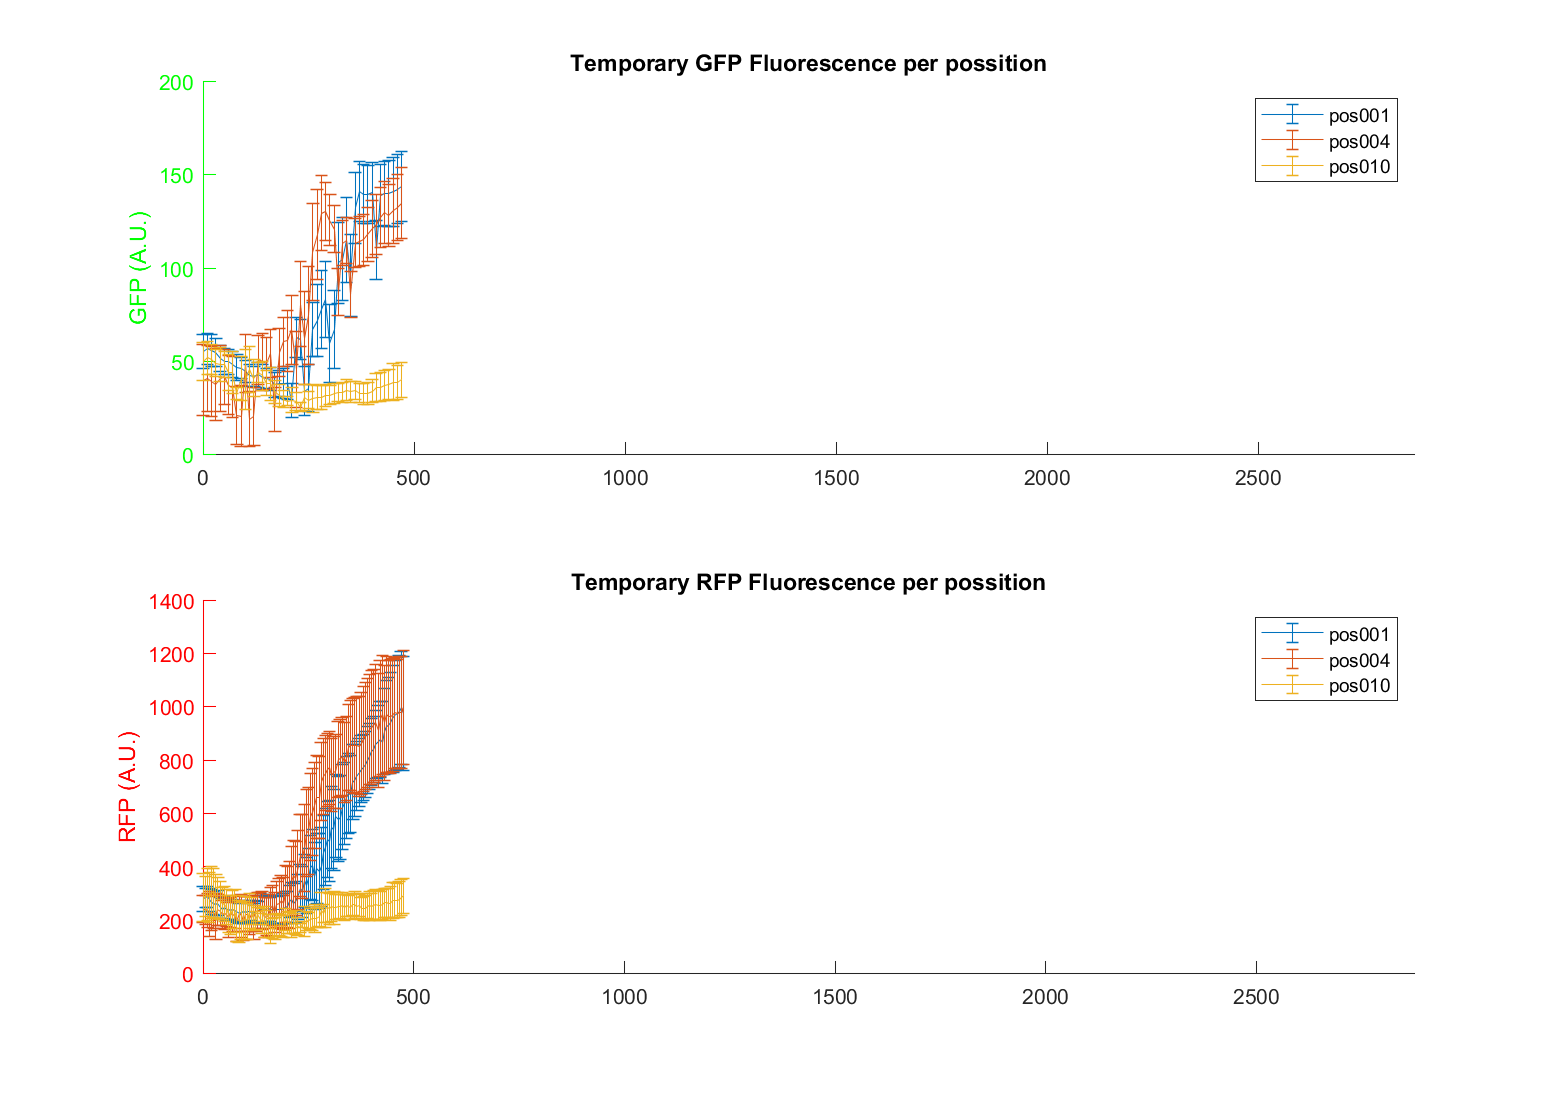 Temporary GFP Fluorescence per possition
200
150
100
50
0
GFP (A.U.)
pos001
pos004
pos010
0 500 1000 1500 2000 2500
Temporary RFP Fluorescence per possition
1400
1200
1000
800
600
400
200
0
RFP (A.U.)
pos001
pos004
pos010
0 500 1000 1500 2000 2500